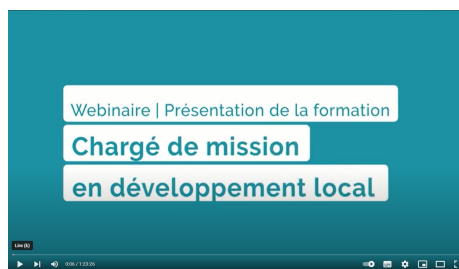 Webinaire | Présentation de la formation
Chargé de mission
en développement local
Lire (k)
0:06 / 1:23:26